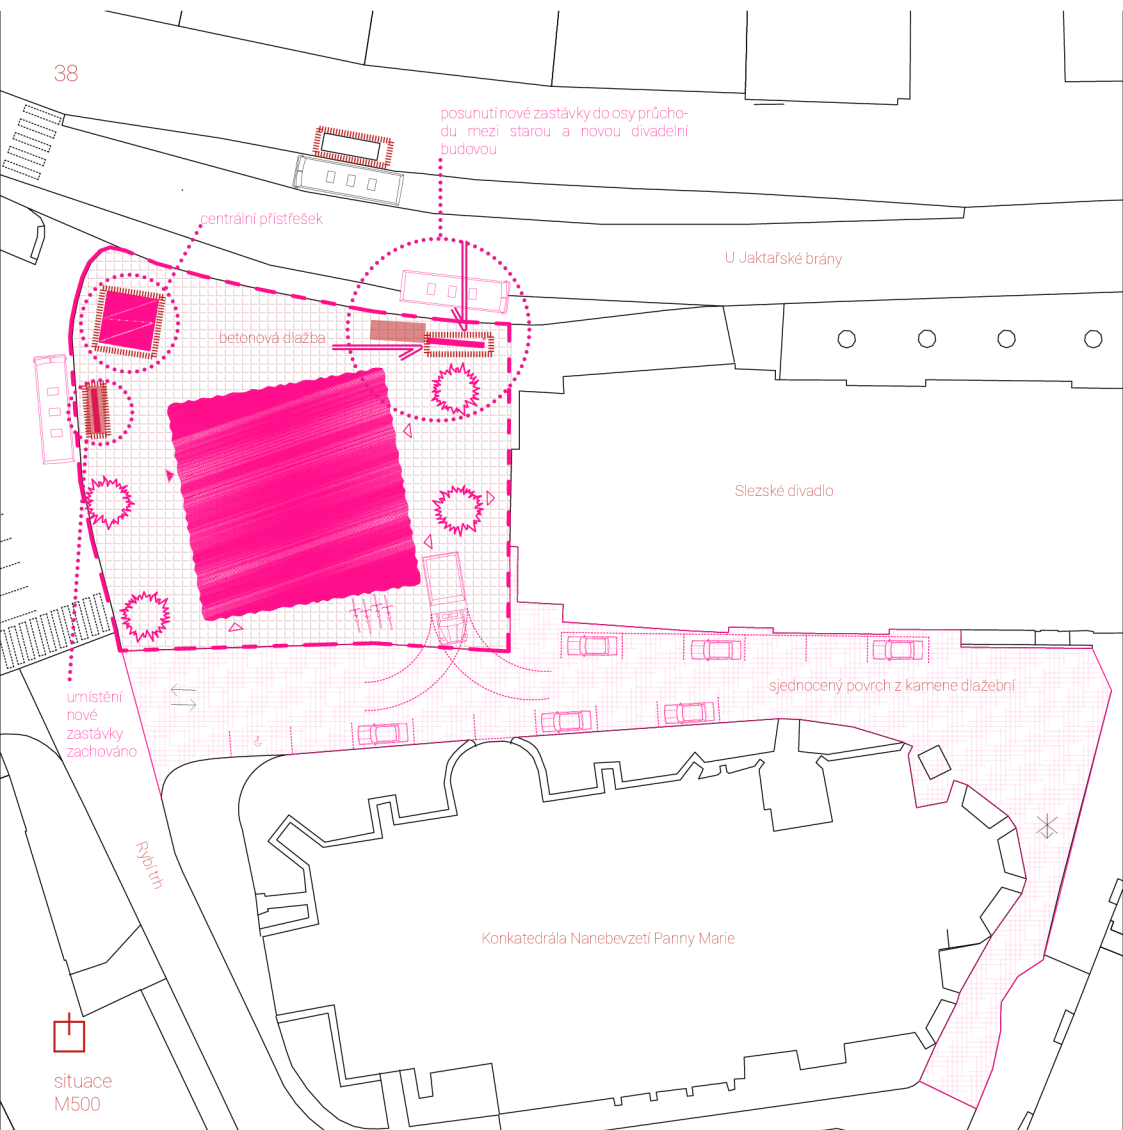 38
posunutí nové zastávky do osy průcho-
du mezi starou a novou divadelní
budovou
centrální přístřešek
U Jaktařské brány
betonová dlažba
Slezské divadlo
sjednocený povrch z kamene dlažební
umístění
nové
zastávky
zachováno
Rybí trh
Konkatedrála Nanebevzetí Panny Marie
situace
M500